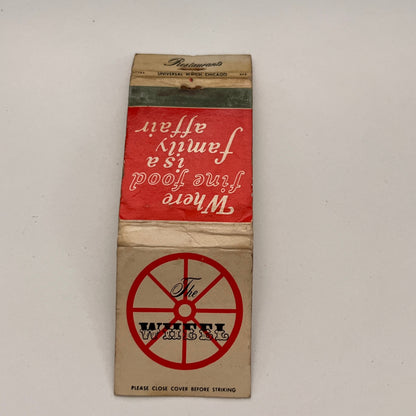 Restaurants
UNIVERSAL MATCH, CHICAGO
Where
fine food
is a
family
affair
The
WHEEL
PLEASE CLOSE COVER BEFORE STRIKING